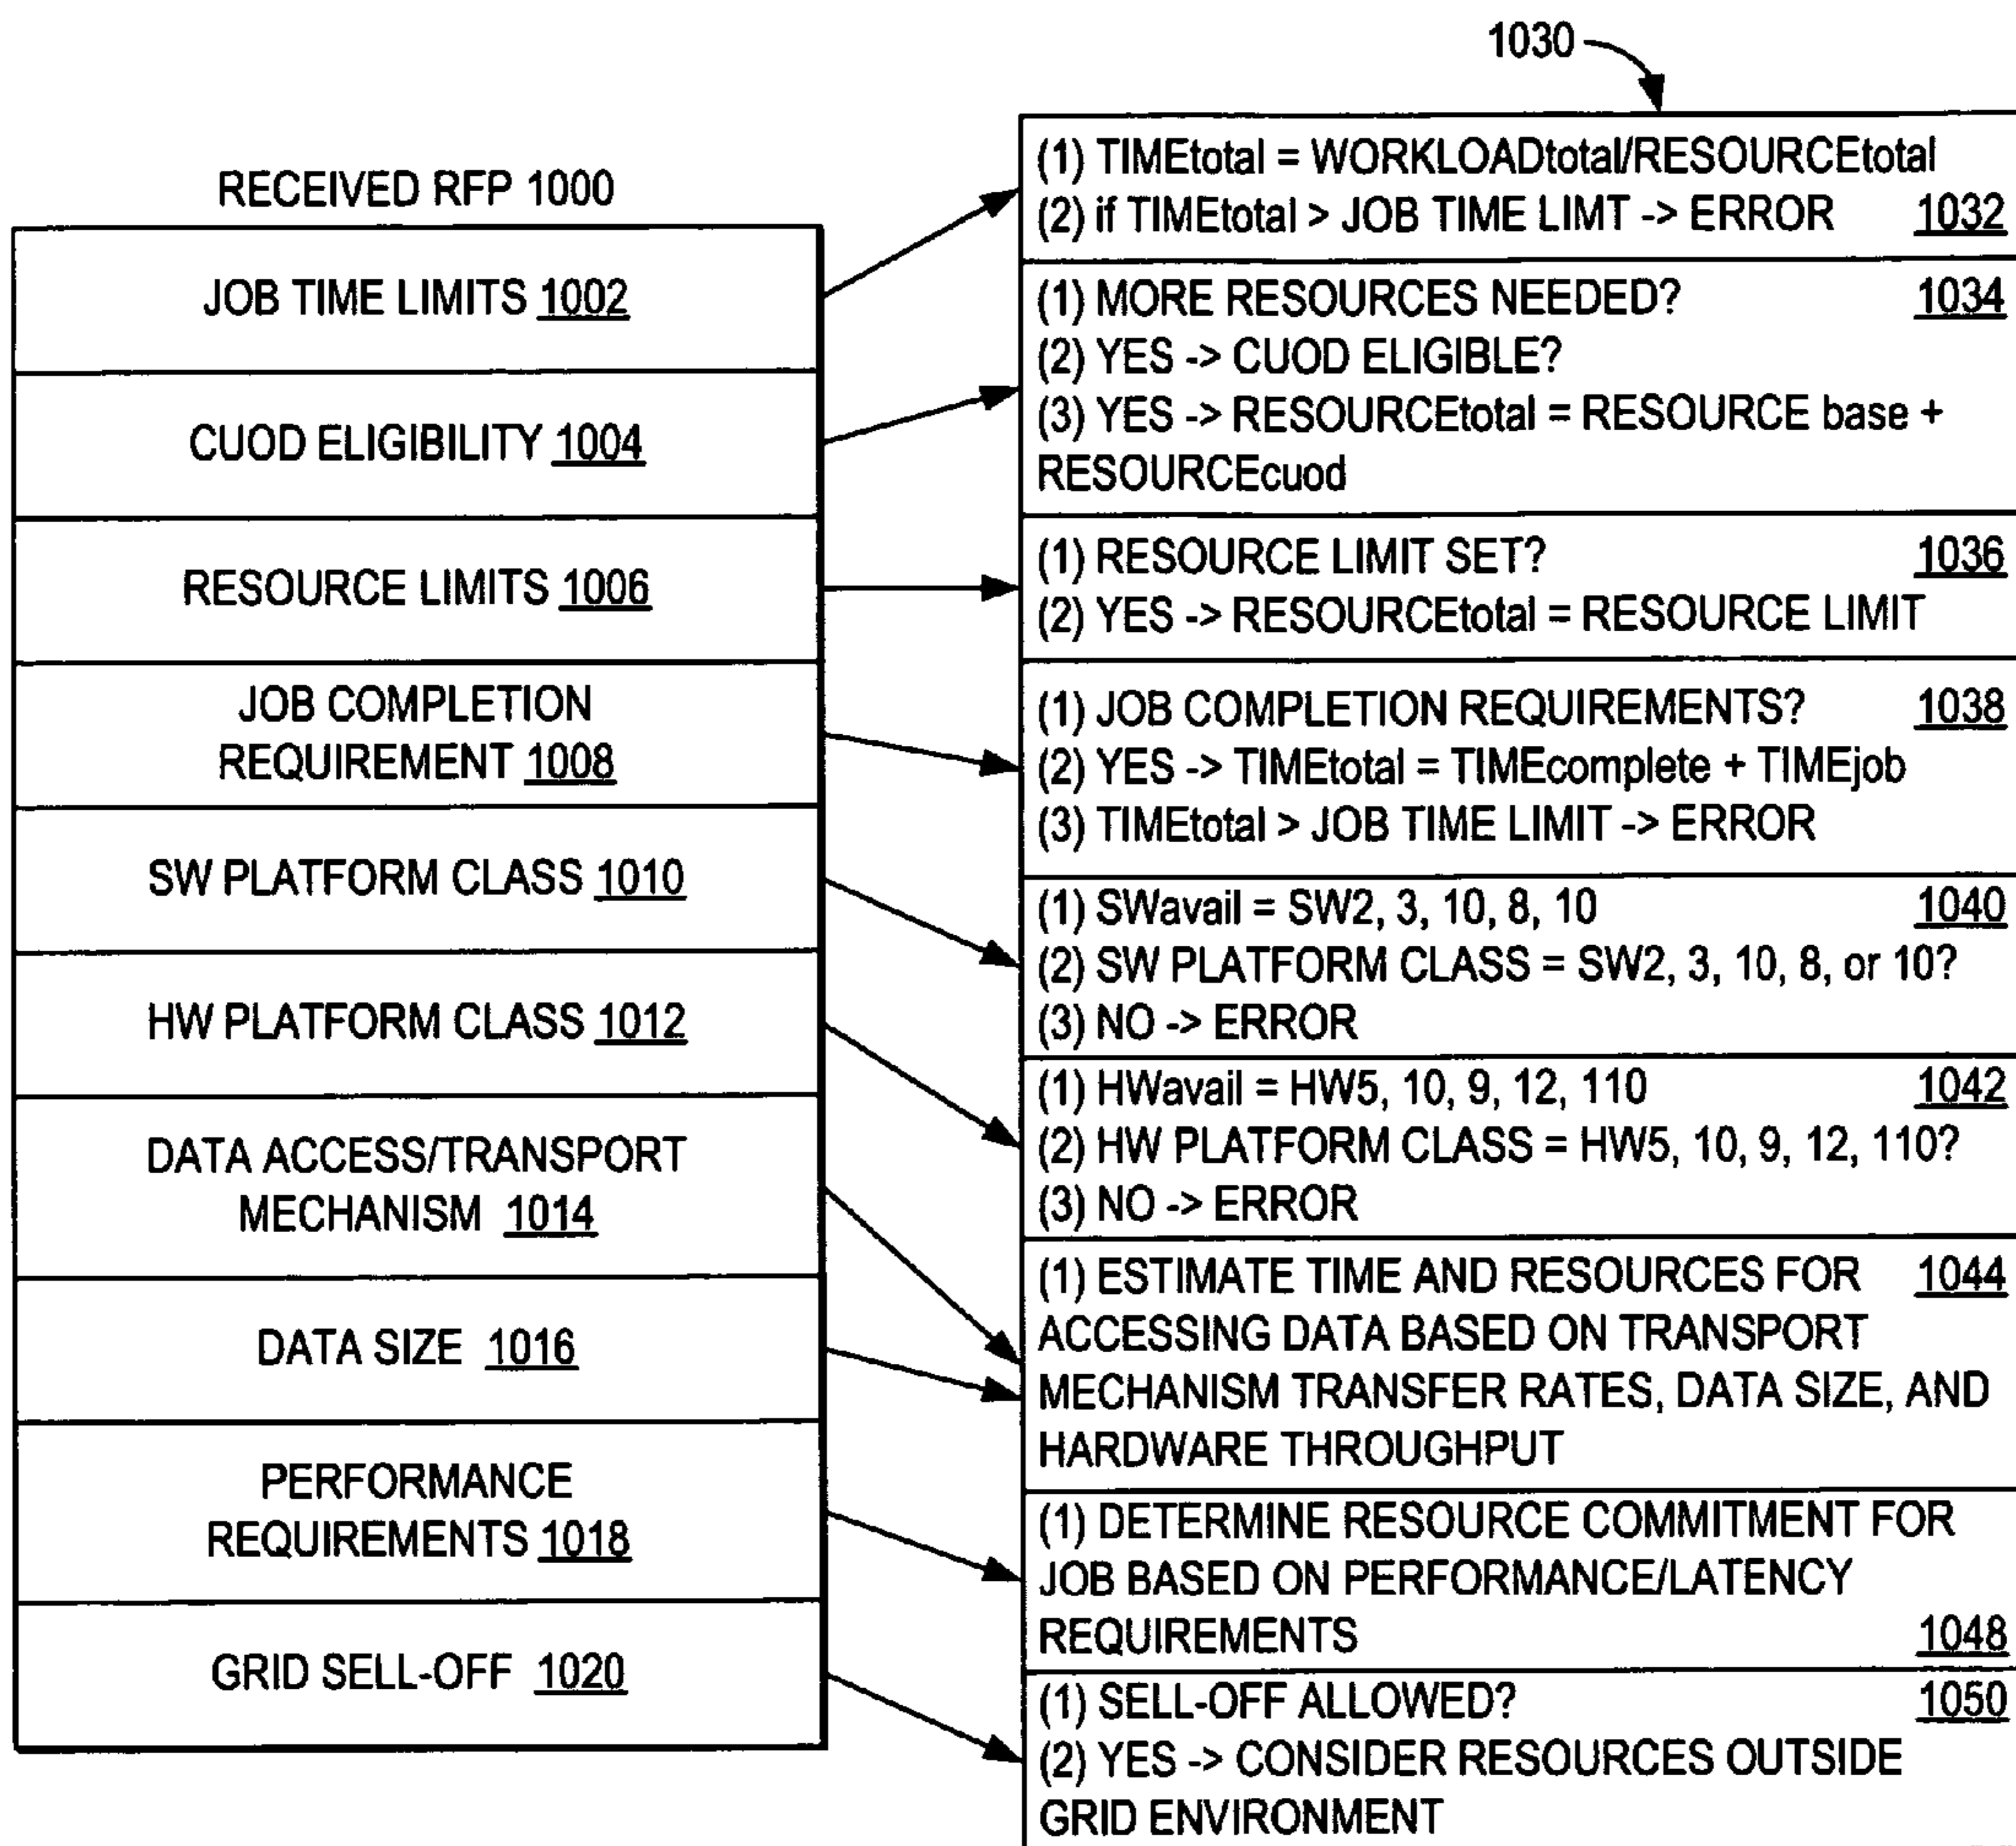 1030
RECEIVED RFP 1000
JOB TIME LIMITS 1002
CUOD ELIGIBILITY 1004
RESOURCE LIMITS 1006
JOB COMPLETION
REQUIREMENT 1008
SW PLATFORM CLASS 1010
HW PLATFORM CLASS 1012
DATA ACCESS/TRANSPORT
MECHANISM 1014
DATA SIZE 1016
PERFORMANCE
REQUIREMENTS 1018
GRID SELL-OFF 1020
(1) TIMEtotal = WORKLOADtotal/RESOURCEtotal
(2) if TIMEtotal > JOB TIME LIMT -> ERROR 1032
(1) MORE RESOURCES NEEDED? 1034
(2) YES -> CUOD ELIGIBLE?
(3) YES -> RESOURCEtotal = RESOURCE base +
RESOURCEcuod
(1) RESOURCE LIMIT SET? 1036
(2) YES -> RESOURCEtotal = RESOURCE LIMIT
(1) JOB COMPLETION REQUIREMENTS? 1038
(2) YES -> TIMEtotal = TIMEcomplete + TIMEjob
(3) TIMEtotal > JOB TIME LIMIT -> ERROR
(1) SWavail = SW2, 3, 10, 8, 10 1040
(2) SW PLATFORM CLASS = SW2, 3, 10, 8, or 10?
(3) NO -> ERROR
(1) HWavail = HW5, 10, 9, 12, 110 1042
(2) HW PLATFORM CLASS = HW5, 10, 9, 12, 110?
(3) NO -> ERROR
(1) ESTIMATE TIME AND RESOURCES FOR 1044
ACCESSING DATA BASED ON TRANSPORT
MECHANISM TRANSFER RATES, DATA SIZE, AND
HARDWARE THROUGHPUT
(1) DETERMINE RESOURCE COMMITMENT FOR
JOB BASED ON PERFORMANCE/LATENCY
REQUIREMENTS 1048
(1) SELL-OFF ALLOWED? 1050
(2) YES -> CONSIDER RESOURCES OUTSIDE
GRID ENVIRONMENT